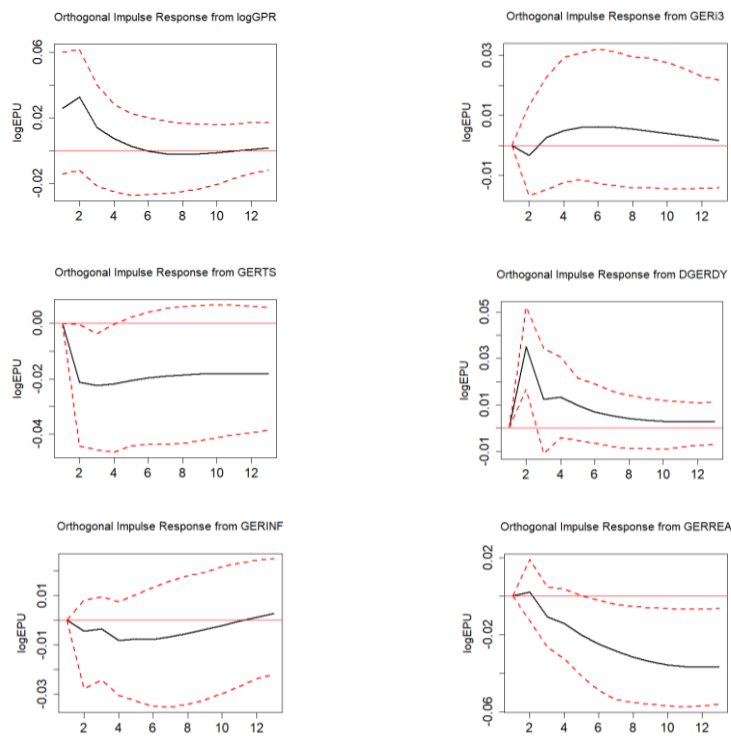 Orthogonal Impulse Response from logGPR
logEPU
0.06
0.02
-0.02
2 4 6 8 10 12
Orthogonal Impulse Response from GERi3
logEPU
0.03
0.01
-0.01
2 4 6 8 10 12
Orthogonal Impulse Response from GERTS
logEPU
0.00
-0.02
-0.04
2 4 6 8 10 12
Orthogonal Impulse Response from DGERDY
logEPU
0.05
0.03
0.01
-0.01
2 4 6 8 10 12
Orthogonal Impulse Response from GERINF
logEPU
0.01
-0.01
-0.03
2 4 6 8 10 12
Orthogonal Impulse Response from GERREA
logEPU
0.02
-0.02
-0.06
2 4 6 8 10 12